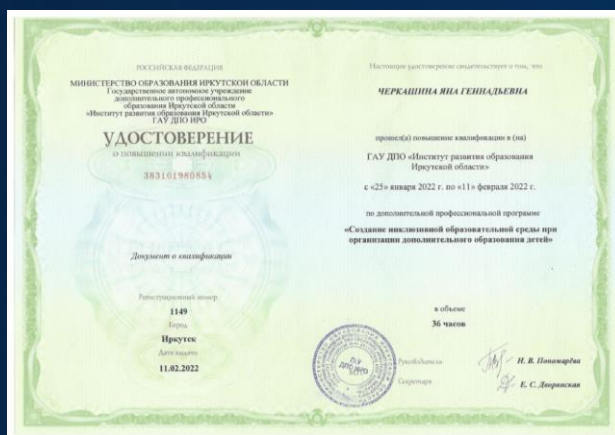 РОССИЙСКАЯ ФЕДЕРАЦИЯ
МИНИСТЕРСТВО ОБРАЗОВАНИЯ ИРКУТСКОЙ ОБЛАСТИ
Государственное автономное учреждение
дополнительного профессионального
образования Иркутской области
«Институт развития образования Иркутской области»
ГАУ ДПО ИРО
УДОСТОВЕРЕНИЕ
о повышении квалификации
383101980854
Документ о квалификации
Регистрационный номер
1149
Город
Иркутск
Дата выдачи
11.02.2022
Настоящее удостоверение свидетельствует о том, что
ЧЕРКАШИНА ЯНА ГЕННАДЬЕВНА
прошел(а) повышение квалификации в (на)
ГАУ ДПО «Институт развития образования
Иркутской области»
с «25» января 2022 г. по «11» февраля 2022 г.
по дополнительной профессиональной программе
«Создание инклюзивной образовательной среды при
организации дополнительного образования детей»
в объеме
36 часов
ГАУ
ДПО ИРО
Руководитель
Н. В. Пономарёва
Секретарь
Е. С. Дворянская